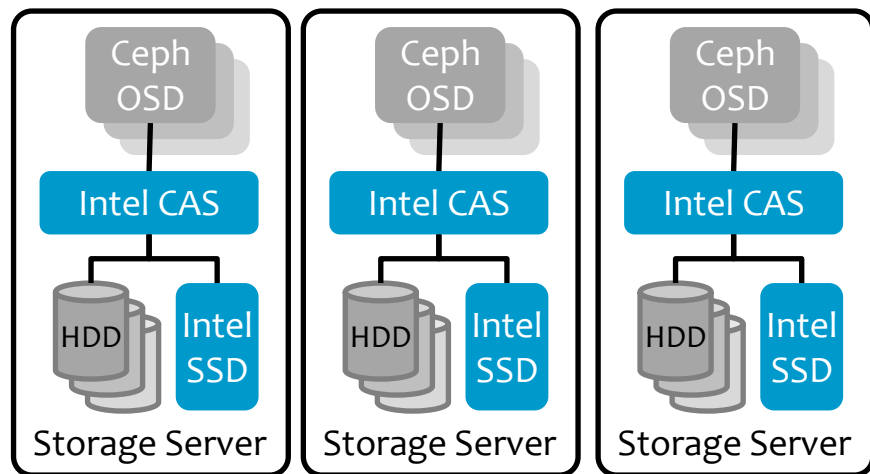 Ceph
OSD
Intel CAS
HDD
Intel
SSD
Storage Server
Ceph
OSD
Intel CAS
HDD
Intel
SSD
Storage Server
Ceph
OSD
Intel CAS
HDD
Intel
SSD
Storage Server